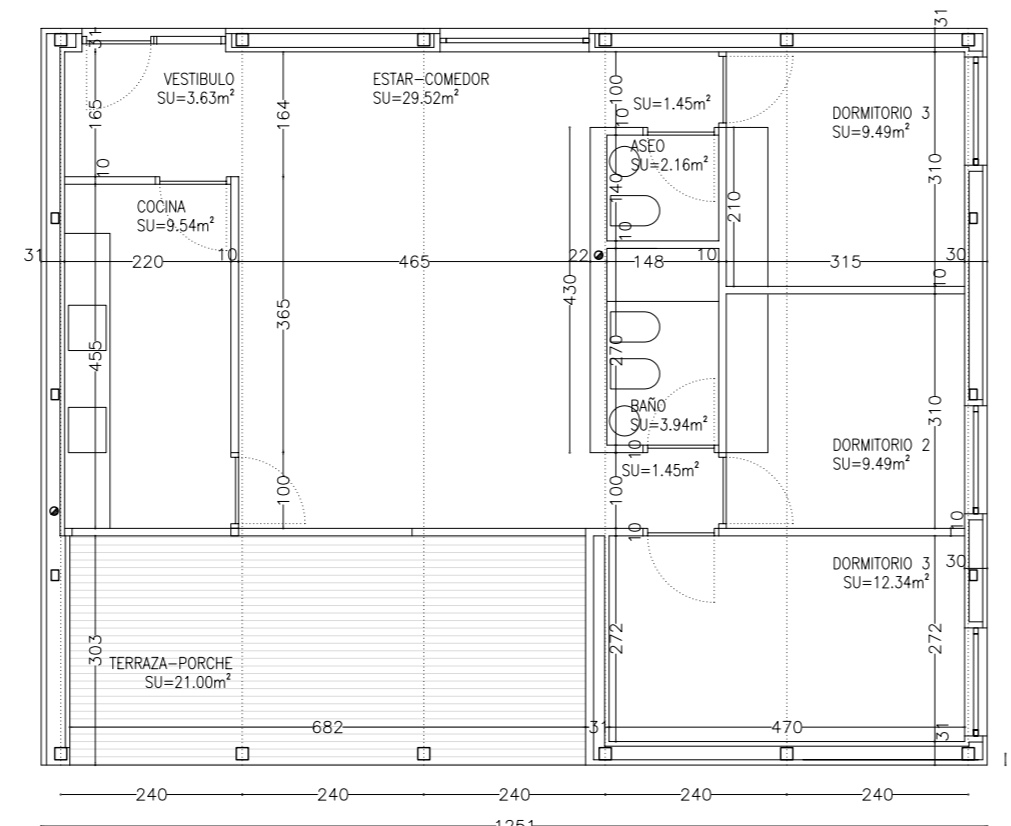 31
31
VESTIBULO
SU=3.63m²
ESTAR-COMEDOR
SU=29.52m²
SU=1.45m²
DORMITORIO 3
SU=9.49m²
165
164
100
10
ASEO
SU=2.16m²
140
310
10
210
COCINA
SU=9.54m²
10
31
220
10
465
22
148
10
315
30
10
430
365
455
270
310
BAÑO
SU=3.94m²
DORMITORIO 2
SU=9.49m²
10
SU=1.45m²
100
100
10
10
DORMITORIO 3
SU=12.34m²
30
303
272
272
TERRAZA-PORCHE
SU=21.00m²
682
31
470
31
240
240
240
240
240
1251